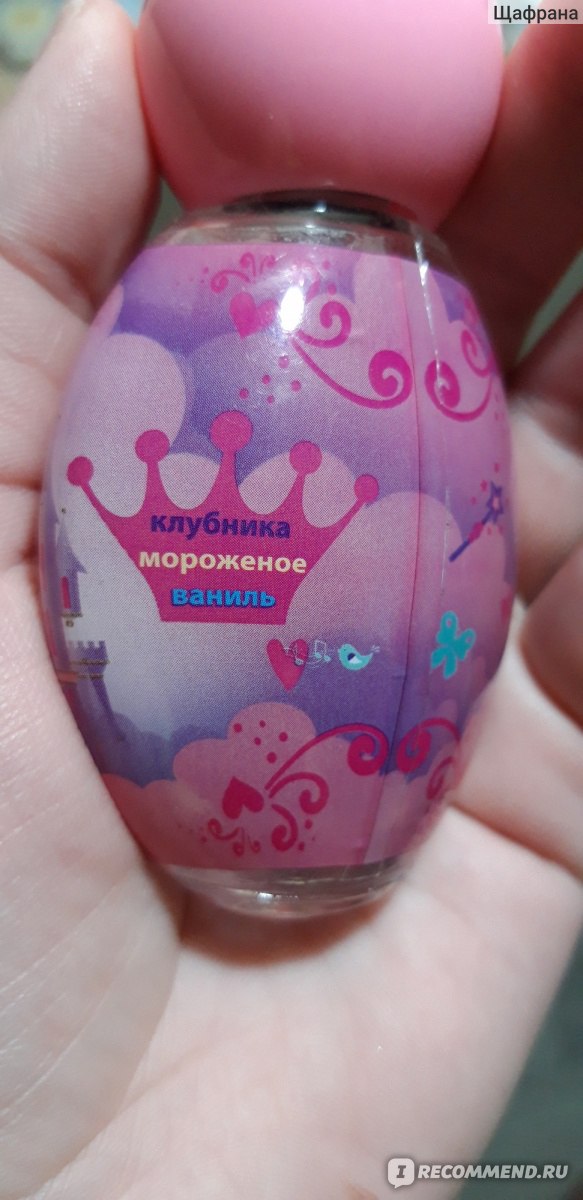 Щафрана
клубника
мороженое
ваниль
I RECOMMEND.RU